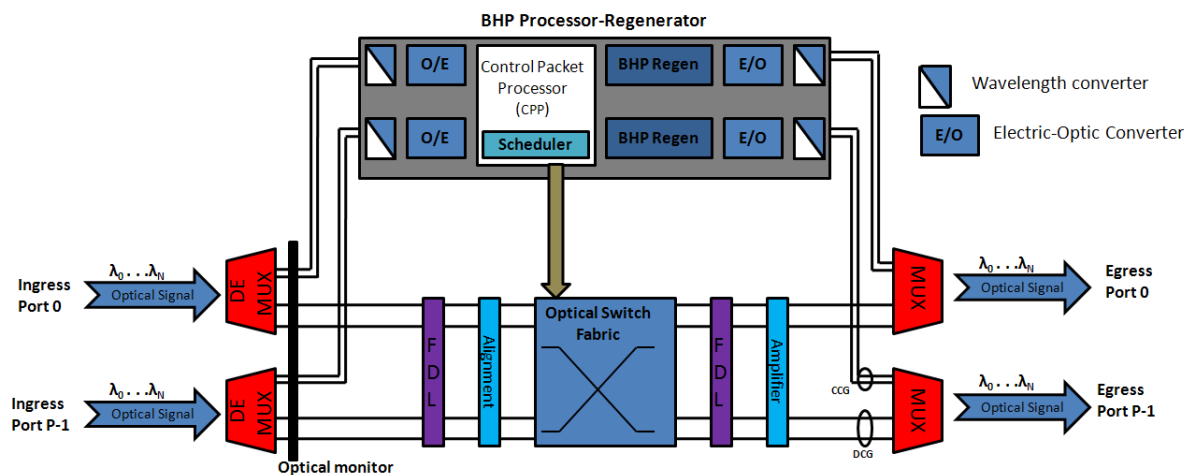 BHP Processor-Regenerator
O/E
Control Packet
Processor
(CPP)
BHP Regen
E/O
O/E
Scheduler
BHP Regen
E/O
Wavelength converter
E/O
Electric-Optic Converter
Ingress
Port 0
λ0 . . .λN
Optical Signal
DE
MUX
FDL
Alignment
Optical Switch
Fabric
FDL
Amplifier
MUX
λ0 . . .λN
Optical Signal
Egress
Port 0
Ingress
Port P-1
λ0 . . .λN
Optical Signal
DE
MUX
Optical monitor
CCG
DCG
MUX
λ0 . . .λN
Optical Signal
Egress
Port P-1